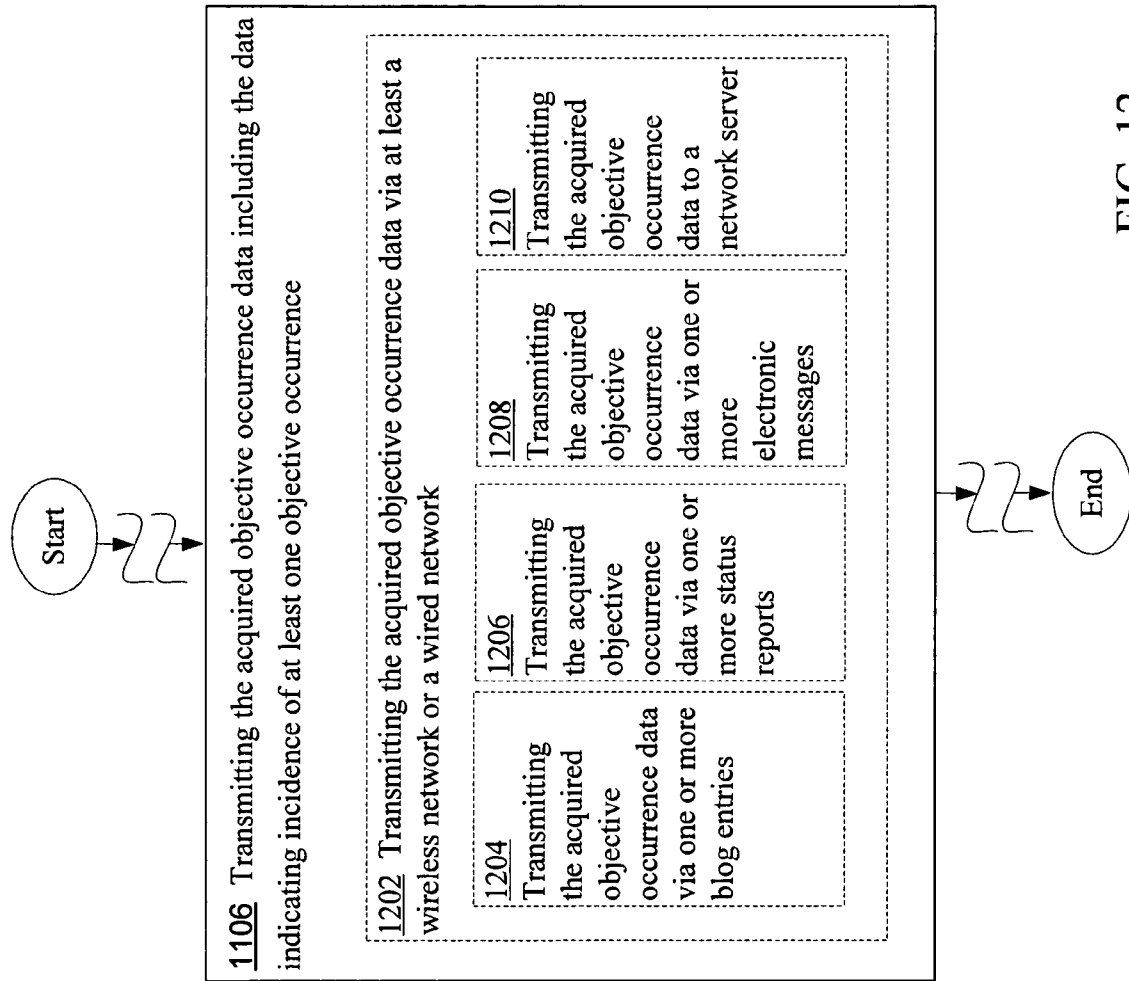 Start
1106 Transmitting the acquired objective occurrence data including the data
indicating incidence of at least one objective occurrence
1202 Transmitting the acquired objective occurrence data via at least a
wireless network or a wired network
1204
Transmitting
the acquired
objective
occurrence data
via one or more
blog entries
1206
Transmitting
the acquired
objective
occurrence
data via one or
more status
reports
1208
Transmitting
the acquired
objective
occurrence
data via one or
more
electronic
messages
1210
Transmitting
the acquired
objective
occurrence
data to a
network server
End
FIG. 12